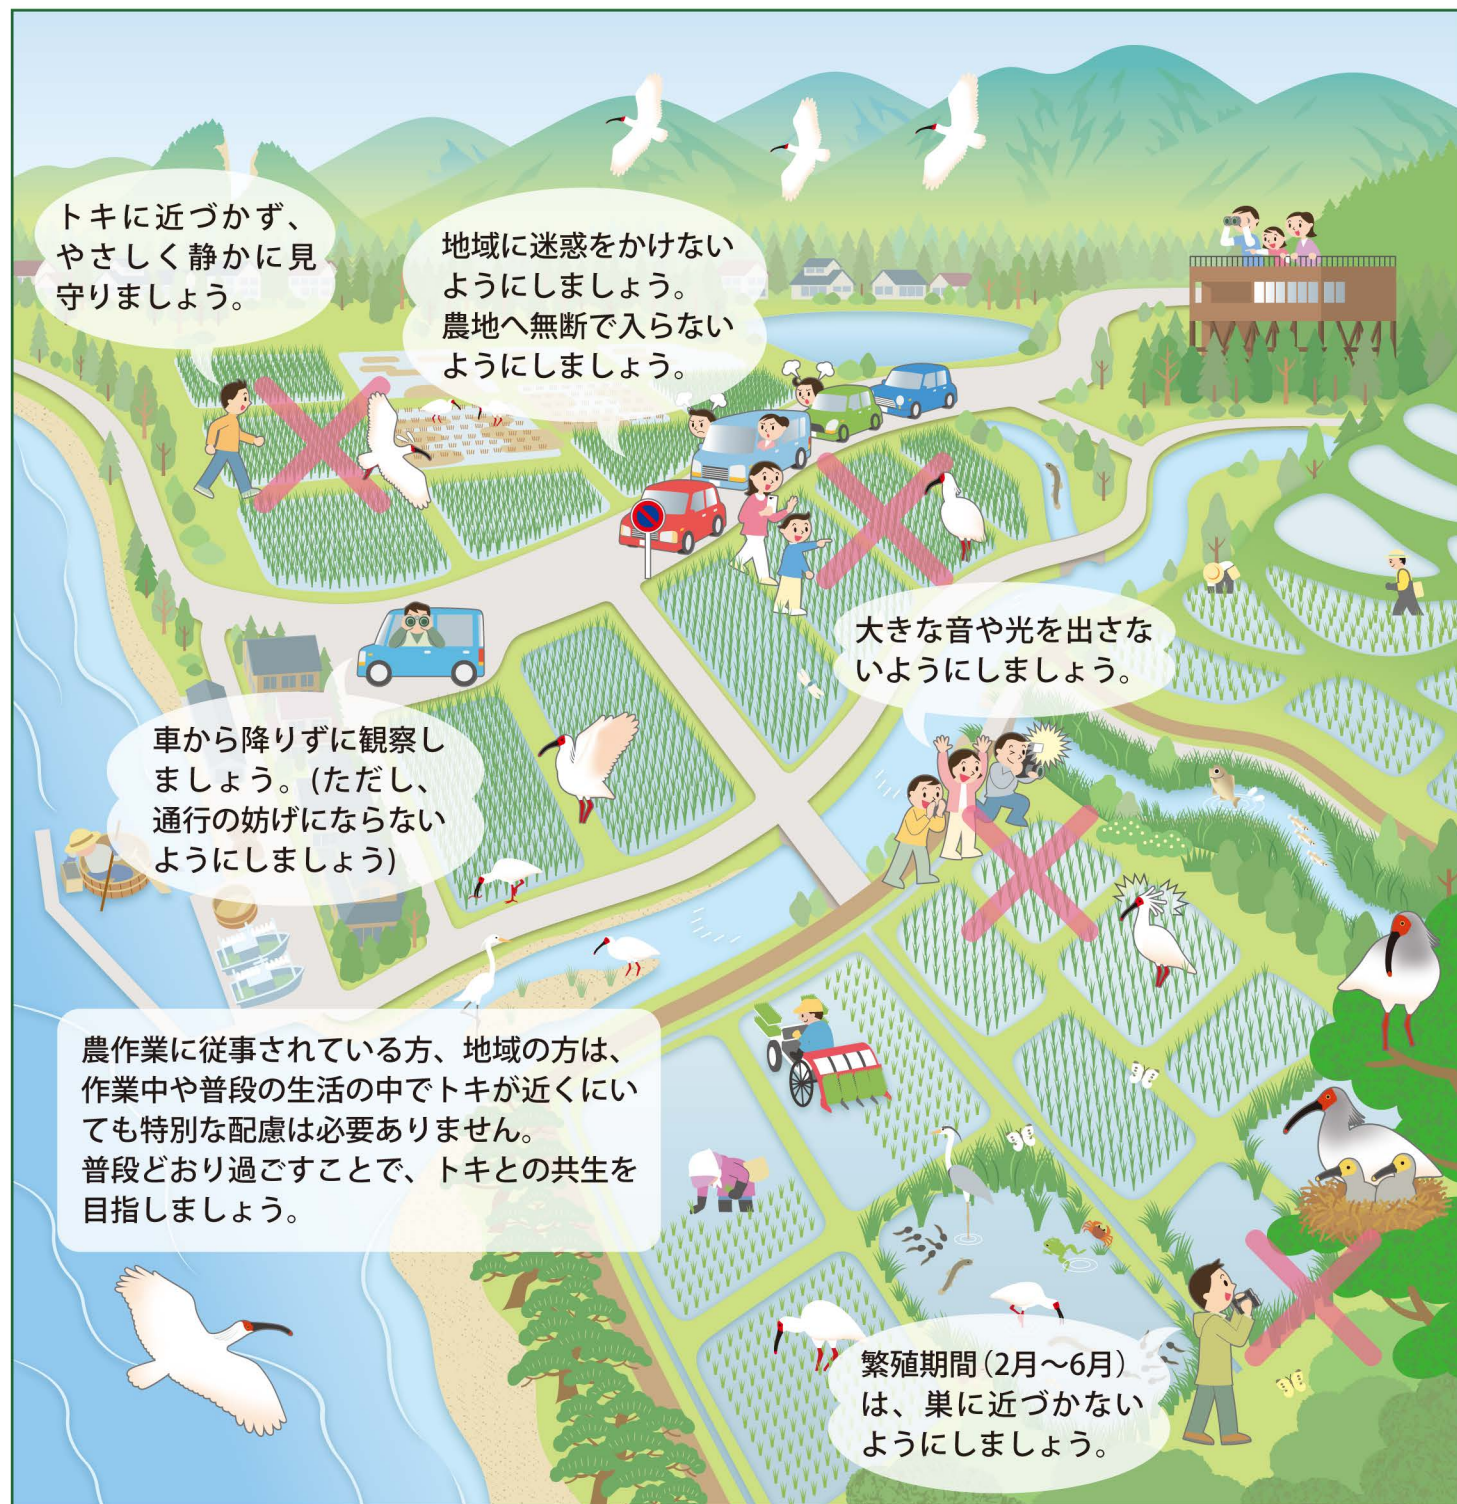 トキに近づかず、
やさしく静かに見
守りましょう。
地域に迷惑をかけない
ようにしましょう。
農地へ無断で入らない
ようにしましょう。
大きな音や光を出さな
いようにしましょう。
車から降りずに観察し
ましょう。(ただし、
通行の妨げにならない
ようにしましょう)
農作業に従事されている方、地域の方は、
作業中や普段の生活の中でトキが近くにい
ても特別な配慮は必要ありません。
普段どおり過ごすことで、トキとの共生を
目指しましょう。
繁殖期間(2月～6月)
は、巣に近づかない
ようにしましょう。